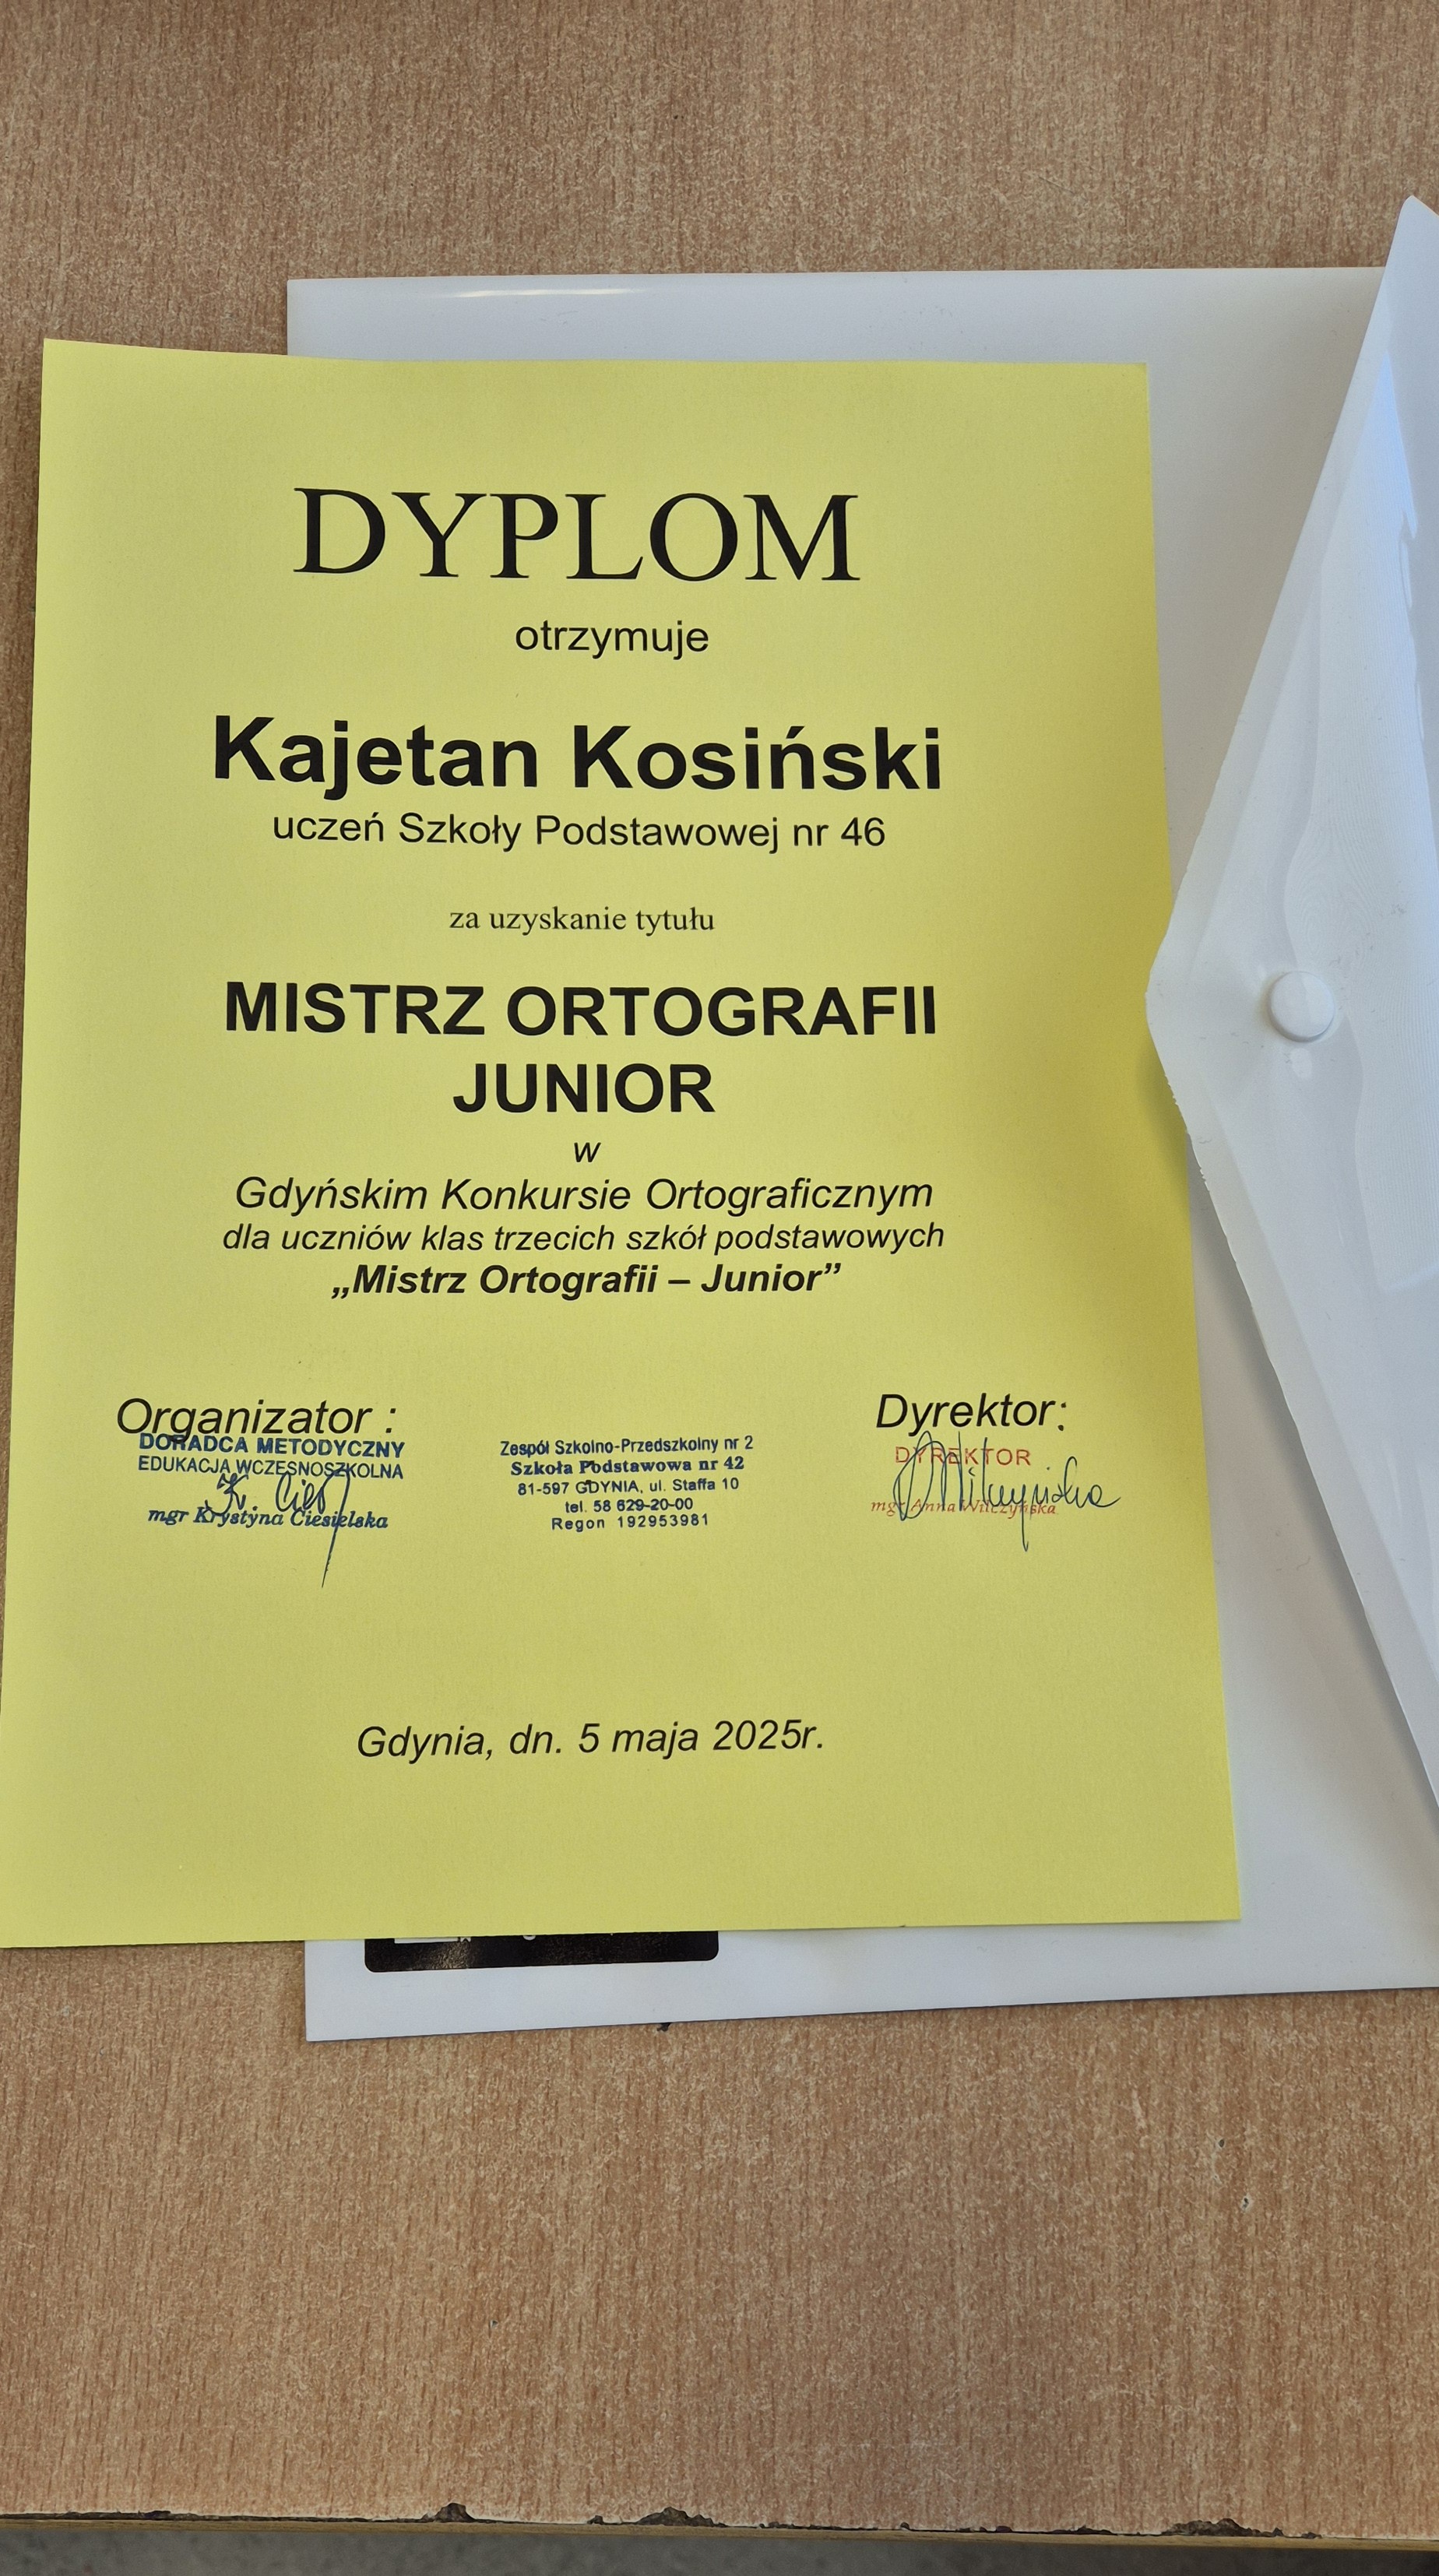 DYPLOM
otrzymuje
Kajetan Kosiński
uczeń Szkoły Podstawowej nr 46
za uzyskanie tytułu
MISTRZ ORTOGRAFII
JUNIOR
w
Gdyńskim Konkursie Ortograficznym
dla uczniów klas trzecich szkół podstawowych
„Mistrz Ortografii – Junior”
Organizator :
DORADCA METODYCZNY
EDUKACJA WCZESNOSZKOLNA
mgr Krystyna Ciesielska
Zespół Szkolno-Przedszkolny nr 2
Szkoła Podstawowa nr 42
81-597 GDYNIA, ul. Staffa 10
tel. 58 629-20-00
Regon 192953981
Dyrektor:
DYREKTOR
mgr Anna Wilczyńska
Gdynia, dn. 5 maja 2025r.